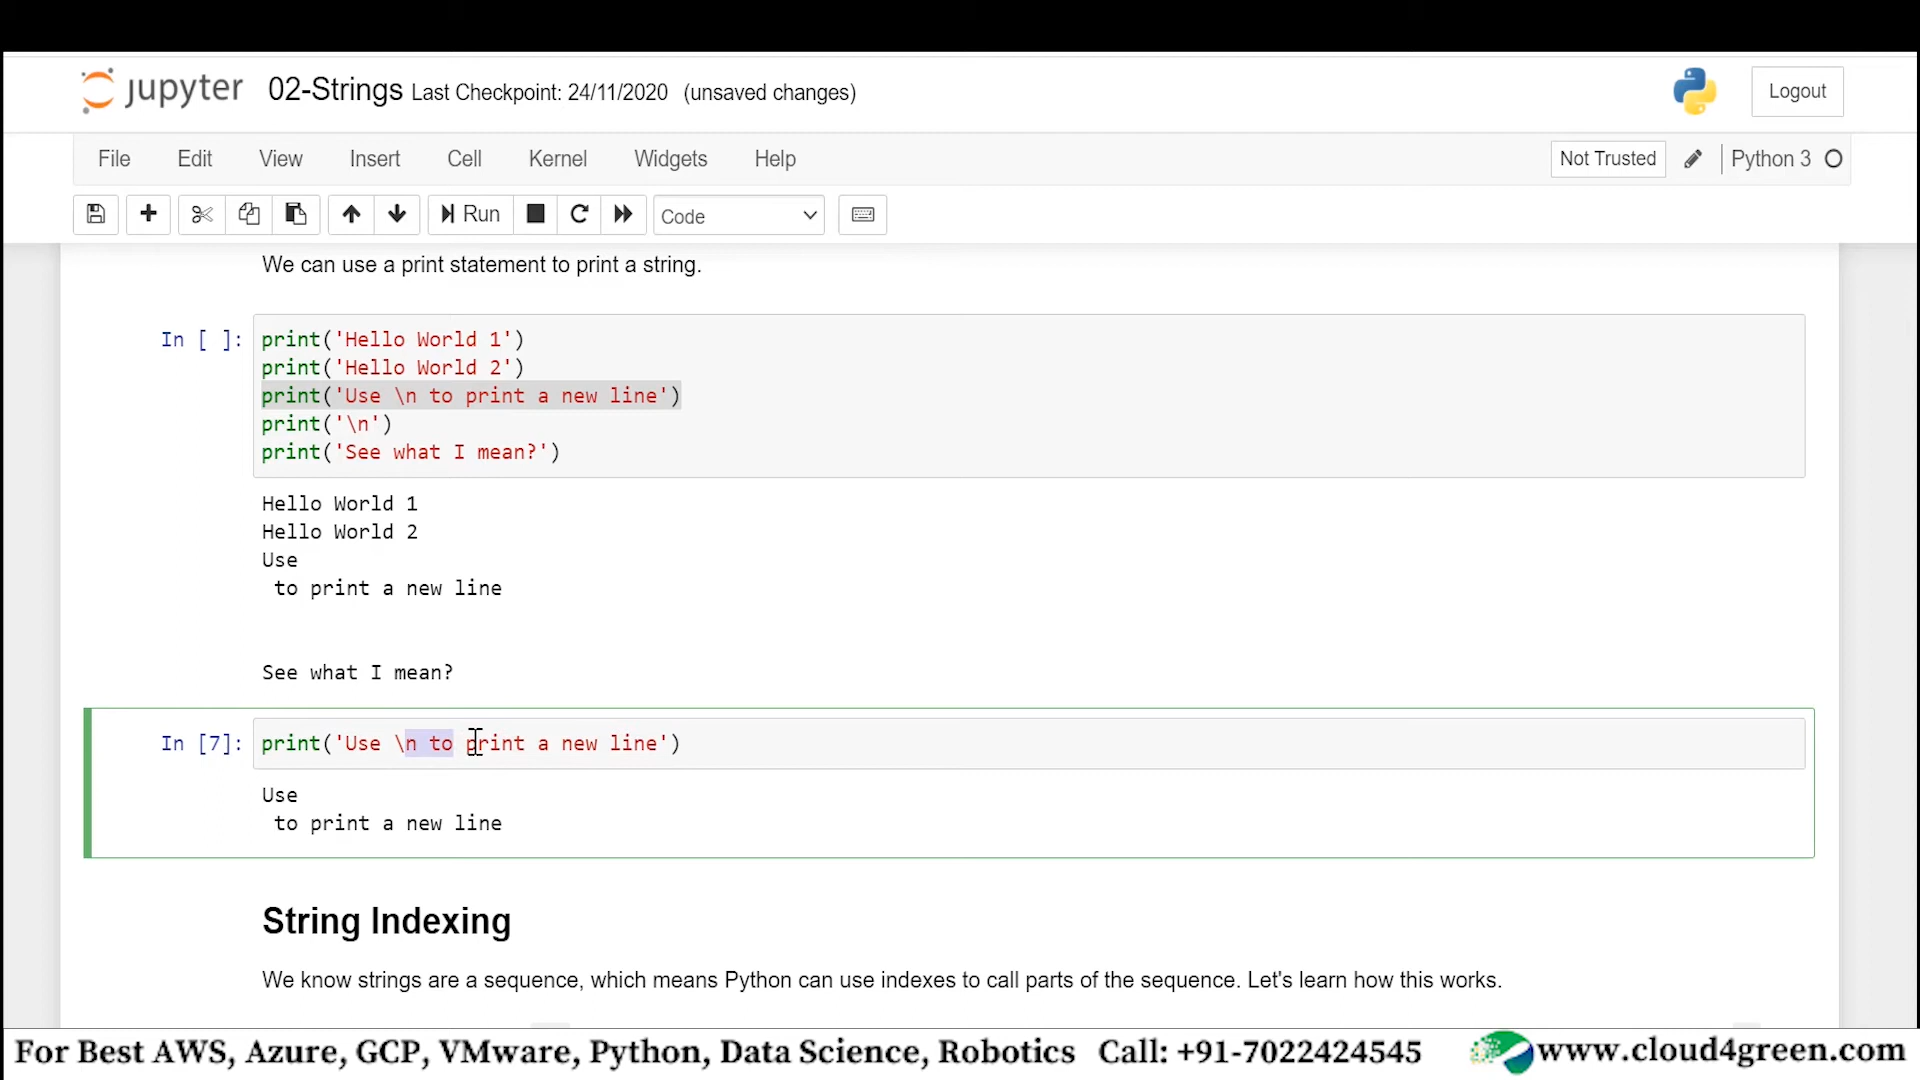 jupyter 02-Strings Last Checkpoint: 24/11/2020 (unsaved changes) Logout
File Edit View Insert Cell Kernel Widgets Help Not Trusted Python 3
Run Code
We can use a print statement to print a string.
In [ ]: print('Hello World 1')
print('Hello World 2')
print('Use \n to print a new line')
print('\n')
print('See what I mean?')
Hello World 1
Hello World 2
Use
to print a new line
See what I mean?
In [7]: print('Use \n to print a new line')
Use
to print a new line
String Indexing
We know strings are a sequence, which means Python can use indexes to call parts of the sequence. Let's learn how this works.
For Best AWS, Azure, GCP, VMware, Python, Data Science, Robotics Call: +91-7022424545 www.cloud4green.com